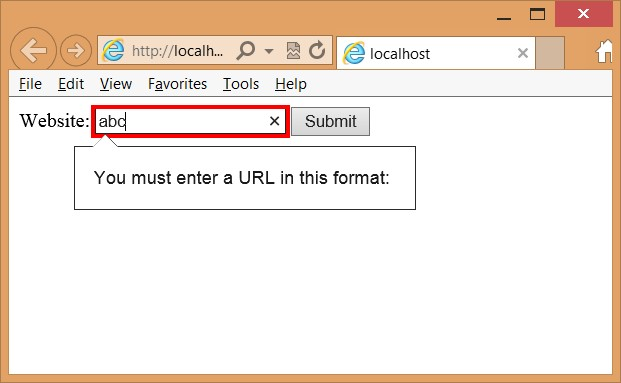 http://localh...
localhost
File Edit View Favorites Tools Help
Website: abc Submit
You must enter a URL in this format: